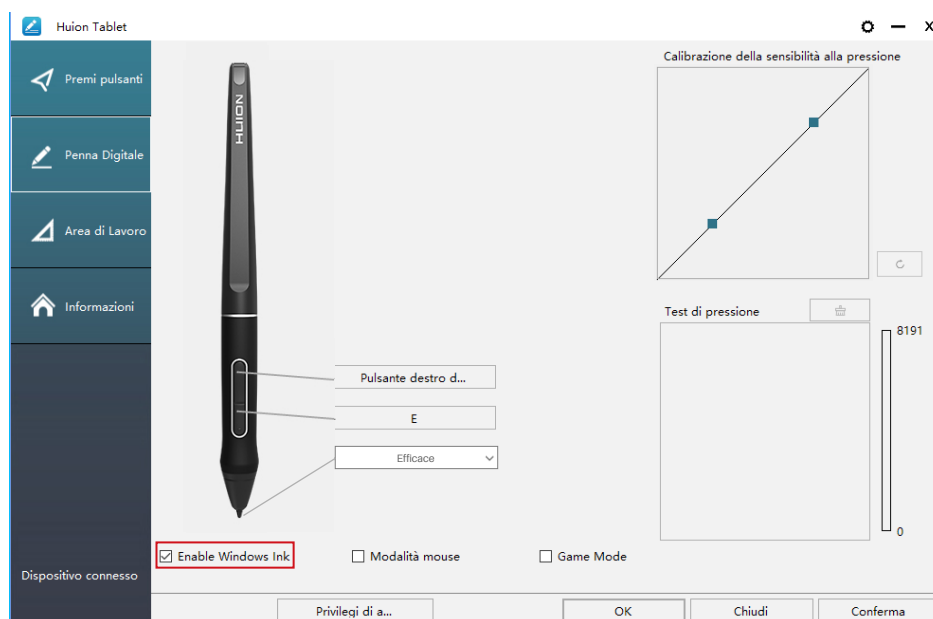 Huion Tablet
X
Premi pulsanti
Penna Digitale
Area di Lavoro
Informazioni
Dispositivo connesso
HUION
Pulsante destro d...
E
Efficace
Enable Windows Ink
Modalità mouse
Game Mode
Calibrazione della sensibilità alla pressione
Test di pressione
8191
0
Privilegi di a...
OK
Chiudi
Conferma